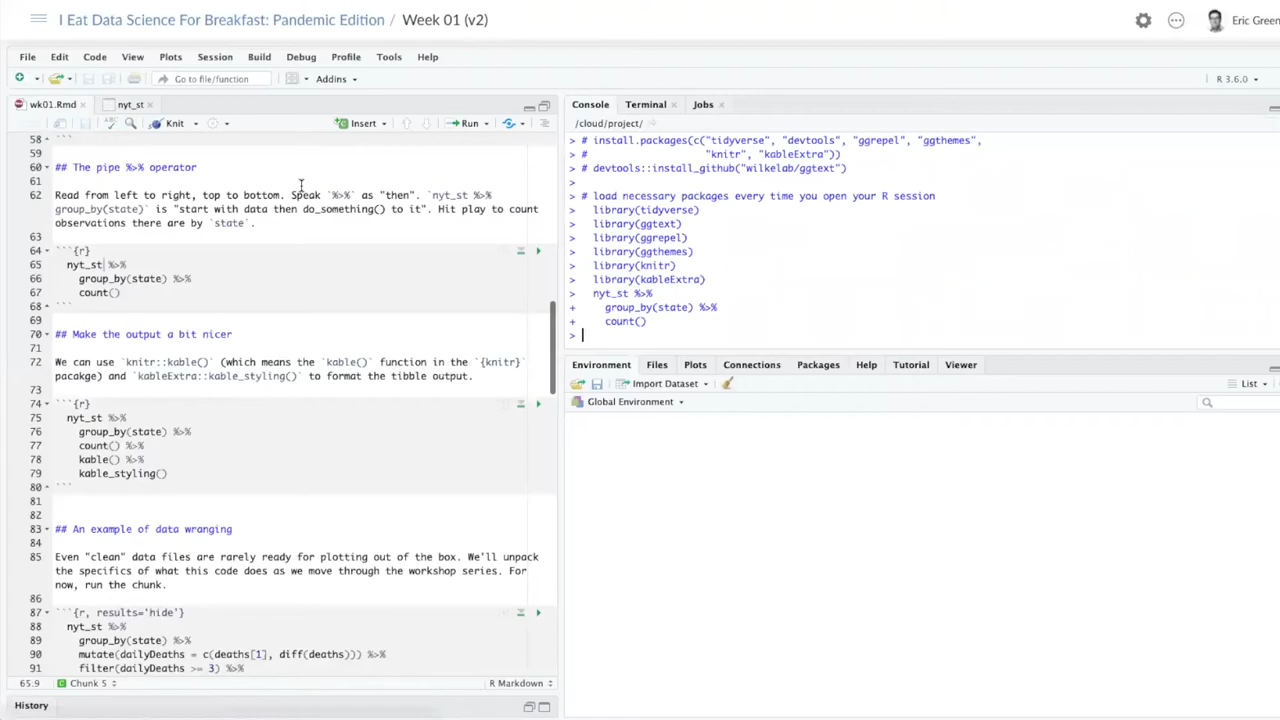 I Eat Data Science For Breakfast: Pandemic Edition / Week 01 (v2)
Eric Green
File Edit Code View Plots Session Build Debug Profile Tools Help
Go to file/function Addins R 3.6.0
wk01.Rmd nyt_st
Knit Insert Run
58 ```
59
60 ## The pipe %>% operator
61
62 Read from left to right, top to bottom. Speak `%>%` as "then". `nyt_st %>%
group_by(state)` is "start with data then do_something() to it". Hit play to count
observations there are by `state`.
63
64 ```{r}
65 nyt_st %>%
66 group_by(state) %>%
67 count()
68 ```
69
70 ## Make the output a bit nicer
71
72 We can use `knitr::kable()` (which means the `kable()` function in the `{knitr}`
pacakge) and `kableExtra::kable_styling()` to format the tibble output.
73
74 ```{r}
75 nyt_st %>%
76 group_by(state) %>%
77 count() %>%
78 kable() %>%
79 kable_styling()
80 ```
81
82
83 ## An example of data wranging
84
85 Even "clean" data files are rarely ready for plotting out of the box. We'll unpack
the specifics of what this code does as we move through the workshop series. For
now, run the chunk.
86
87 ```{r, results='hide'}
88 nyt_st %>%
89 group_by(state) %>%
90 mutate(dailyDeaths = c(deaths[1], diff(deaths))) %>%
91 filter(dailyDeaths >= 3) %>%
65:9 Chunk 5 R Markdown
History
Console Terminal Jobs
/cloud/project/
> # install.packages(c("tidyverse", "devtools", "ggrepel", "ggthemes",
> # "knitr", "kableExtra"))
> # devtools::install_github("wilkelab/ggtext")
>
> # load necessary packages every time you open your R session
> library(tidyverse)
> library(ggtext)
> library(ggrepel)
> library(ggthemes)
> library(knitr)
> library(kableExtra)
> nyt_st %>%
+ group_by(state) %>%
+ count()
>
Environment Files Plots Connections Packages Help Tutorial Viewer
Import Dataset List
Global Environment